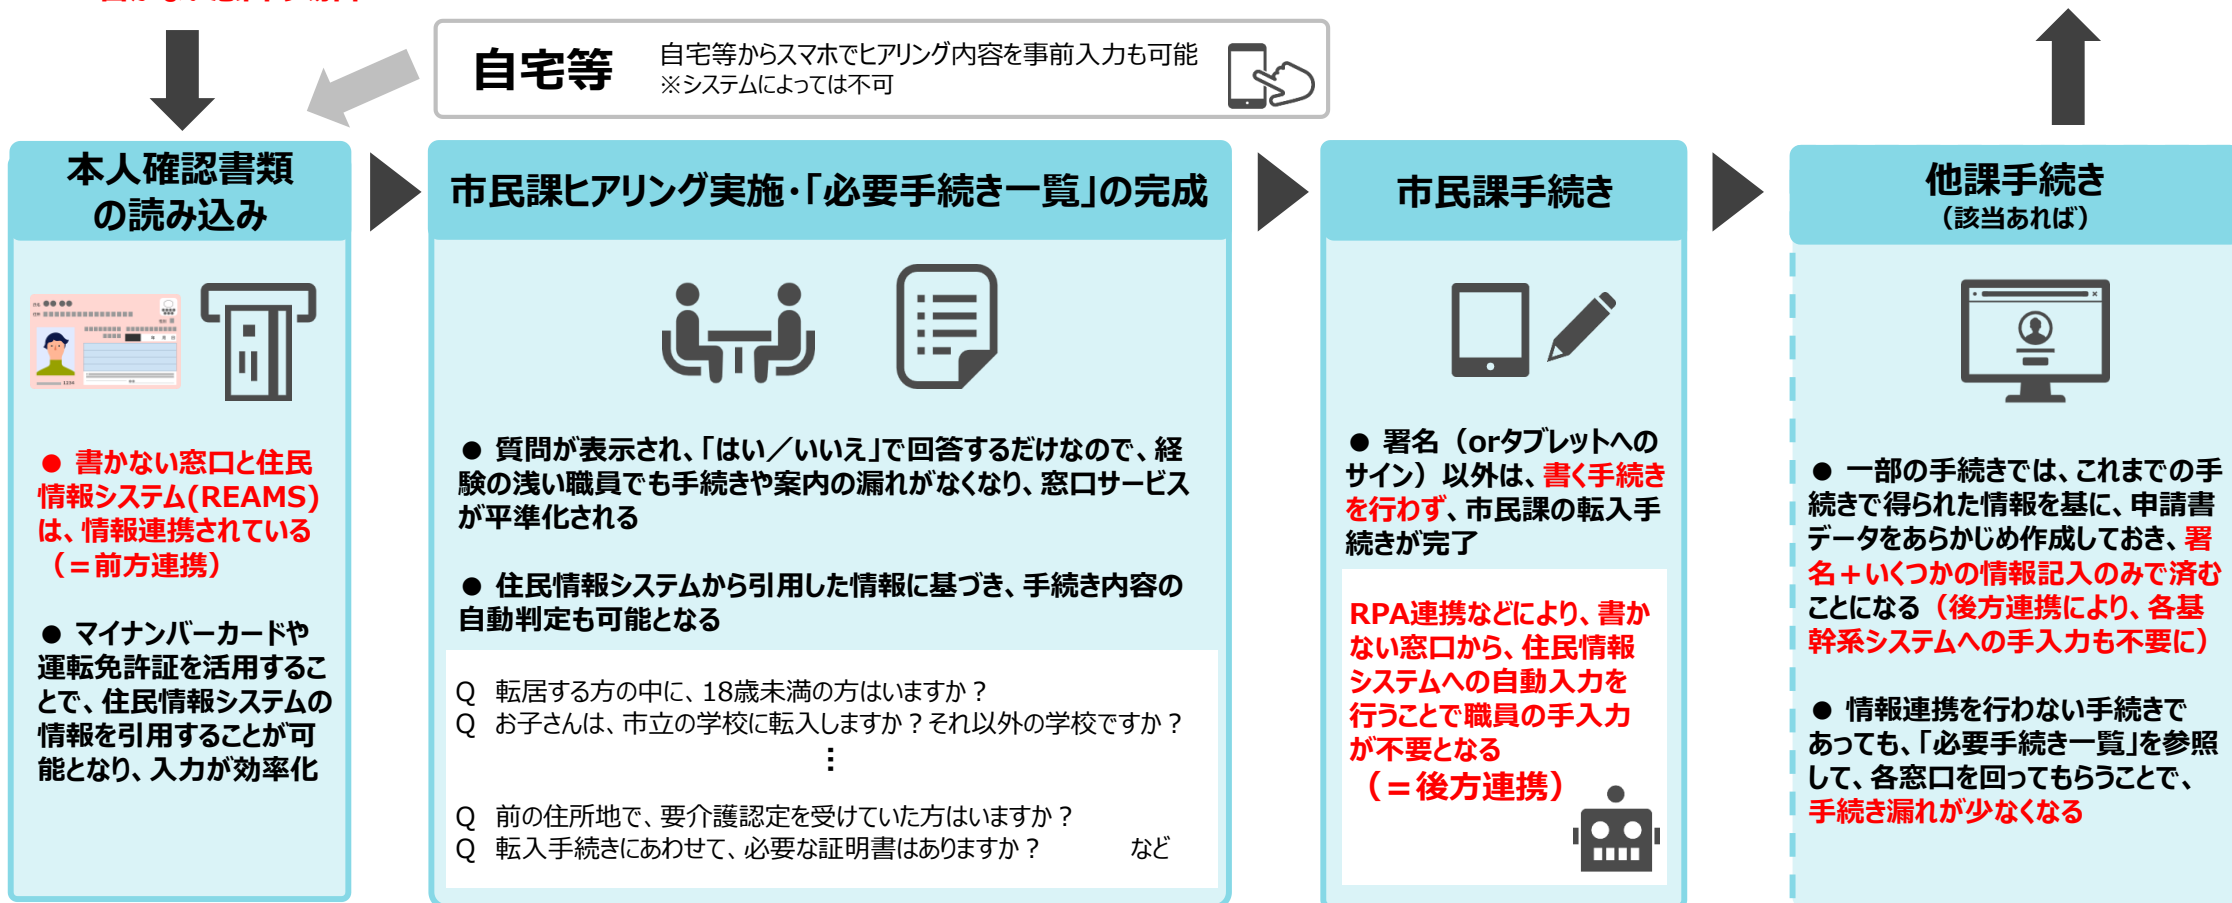 自宅等
自宅等からスマホでヒアリング内容を事前入力も可能
※システムによっては不可
本人確認書類
の読み込み
● 書かない窓口と住民
情報システム(REAMS)
は、情報連携されている
（＝前方連携）
● マイナンバーカードや
運転免許証を活用するこ
とで、住民情報システムの
情報を引用することが可
能となり、入力が効率化
市民課ヒアリング実施・「必要手続き一覧」の完成
● 質問が表示され、「はい／いいえ」で回答するだけなので、経
験の浅い職員でも手続きや案内の漏れがなくなり、窓口サービス
が平準化される
● 住民情報システムから引用した情報に基づき、手続き内容の
自動判定も可能となる
Q 転居する方の中に、18歳未満の方はいますか？
Q お子さんは、市立の学校に転入しますか？それ以外の学校ですか？
⋮
Q 前の住所地で、要介護認定を受けていた方はいますか？
Q 転入手続きにあわせて、必要な証明書はありますか？ など
市民課手続き
● 署名（orタブレットへの
サイン）以外は、書く手続き
を行わず、市民課の転入手
続きが完了
RPA連携などにより、書か
ない窓口から、住民情報
システムへの自動入力を
行うことで職員の手入力
が不要となる
（＝後方連携）
他課手続き
（該当あれば）
● 一部の手続きでは、これまでの手
続きで得られた情報を基に、申請書
データをあらかじめ作成しておき、署
名＋いくつかの情報記入のみで済む
ことになる（後方連携により、各基
幹系システムへの手入力も不要に）
● 情報連携を行わない手続きで
あっても、「必要手続き一覧」を参照
して、各窓口を回ってもらうことで、
手続き漏れが少なくなる